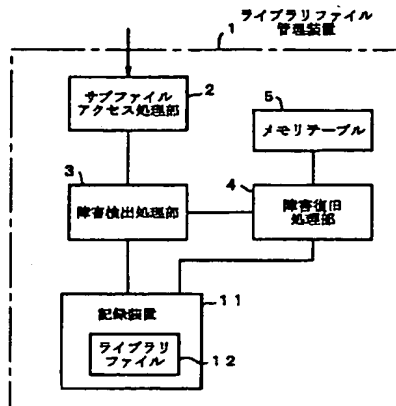 ライブラリファイル
管理装置
1
サブファイル
アクセス処理部
2
5
メモリテーブル
3
障害検出処理部
4
障害復旧
処理部
記録装置
11
ライブラリ
ファイル
12